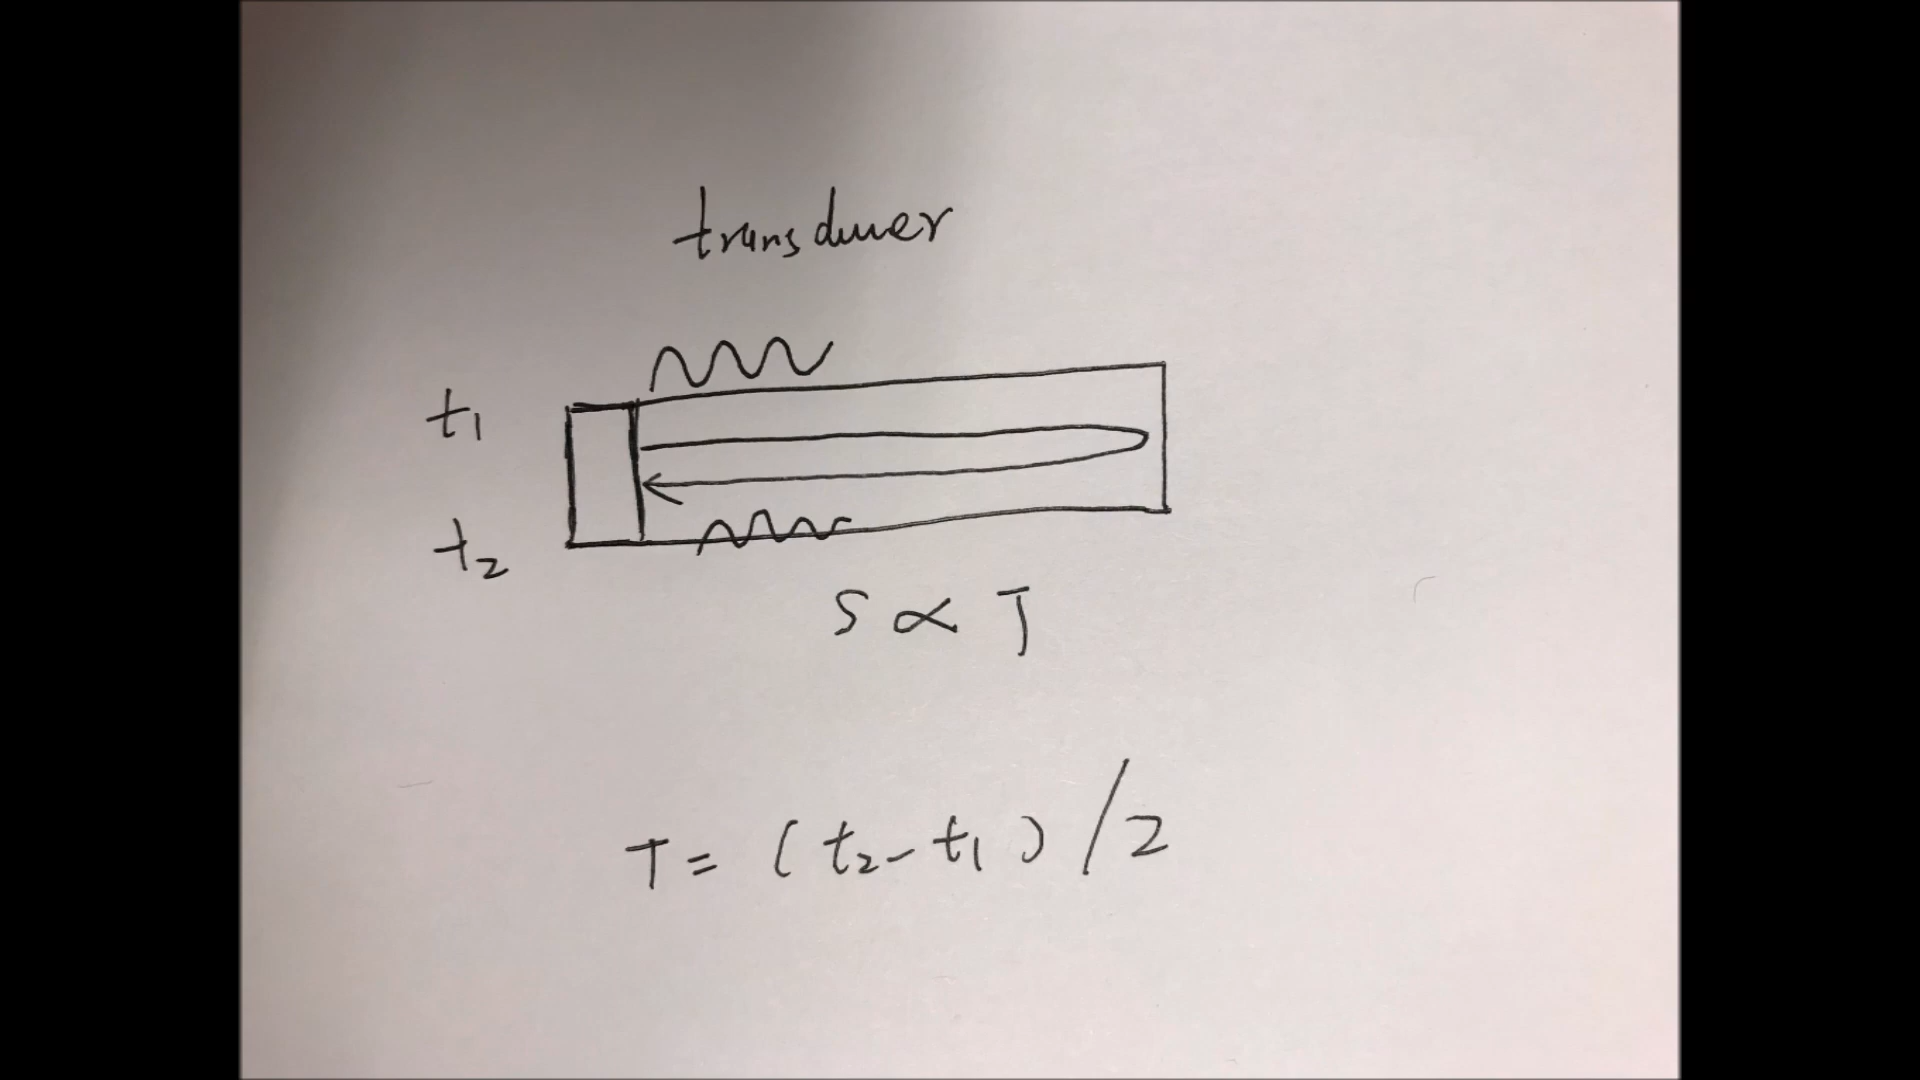 transducer
t₁
t₂
S ∝ T
T = (t₂ - t₁) / 2